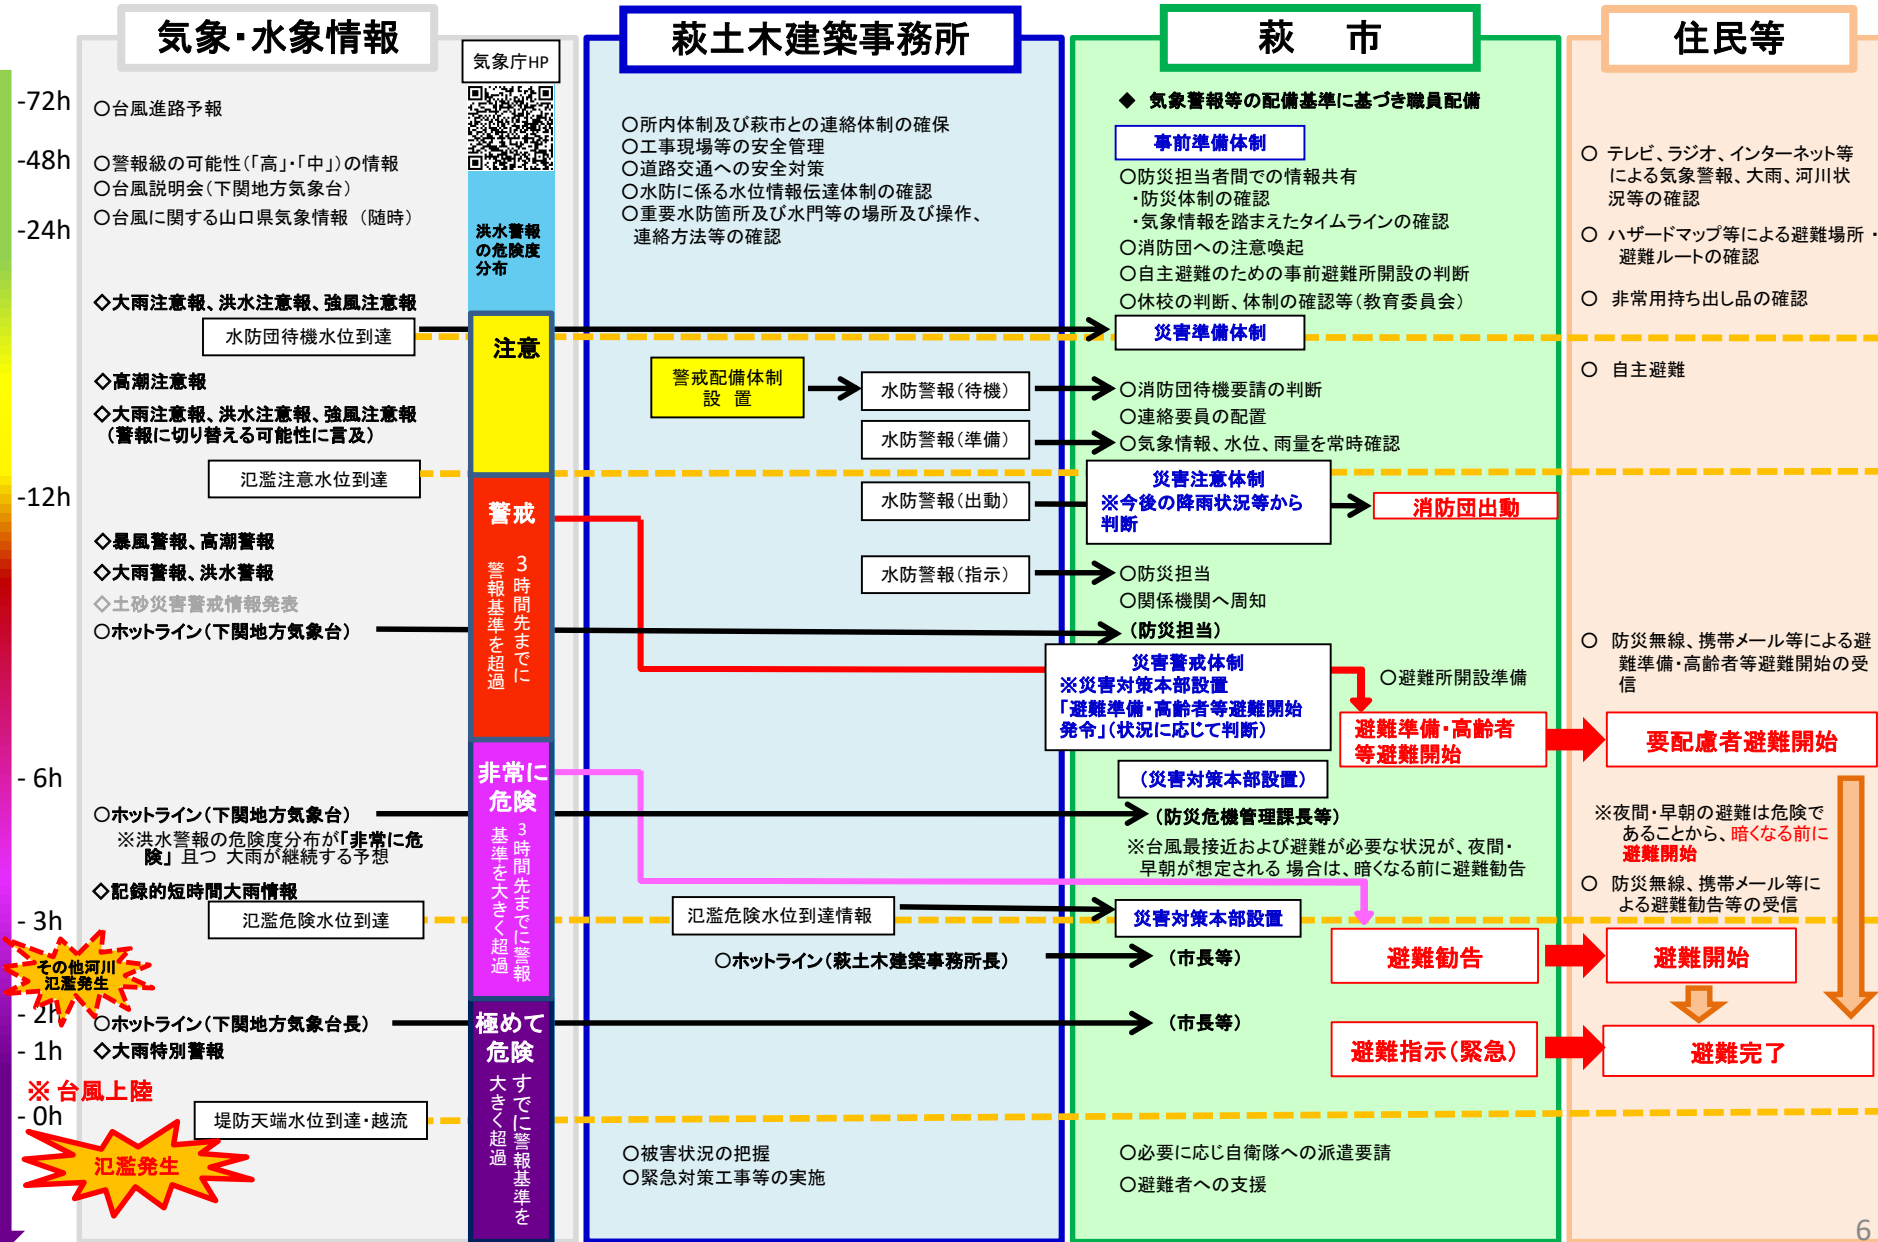 気象・水象情報
気象庁HP
-72h
-48h
-24h
-12h
- 6h
- 3h
- 2h
- 1h
- 0h
○台風進路予報
○警報級の可能性（「高」・「中」）の情報
○台風説明会（下関地方気象台）
○台風に関する山口県気象情報 （随時）
◇大雨注意報、洪水注意報、強風注意報
水防団待機水位到達
◇高潮注意報
◇大雨注意報、洪水注意報、強風注意報
（警報に切り替える可能性に言及）
氾濫注意水位到達
◇暴風警報、高潮警報
◇大雨警報、洪水警報
◇土砂災害警戒情報発表
○ホットライン（下関地方気象台）
○ホットライン（下関地方気象台）
※洪水警報の危険度分布が「非常に危
険」 且つ 大雨が継続する予想
◇記録的短時間大雨情報
氾濫危険水位到達
その他河川
氾濫発生
○ホットライン（下関地方気象台長）
◇大雨特別警報
※ 台風上陸
堤防天端水位到達・越流
氾濫発生
洪水警報
の危険度
分布
注意
警戒
3時間先までに
警報基準を超過
非常に
危険
3時間先までに警報
基準を大きく超過
極めて
危険
すでに警報基準を
大きく超過
萩土木建築事務所
○所内体制及び萩市との連絡体制の確保
○工事現場等の安全管理
○道路交通への安全対策
○水防に係る水位情報伝達体制の確認
○重要水防箇所及び水門等の場所及び操作、
連絡方法等の確認
警戒配備体制
設 置
水防警報（待機）
水防警報（準備）
水防警報（出動）
水防警報（指示）
氾濫危険水位到達情報
○ホットライン（萩土木建築事務所長）
○被害状況の把握
○緊急対策工事等の実施
萩 市
◆ 気象警報等の配備基準に基づき職員配備
事前準備体制
○防災担当者間での情報共有
・防災体制の確認
・気象情報を踏まえたタイムラインの確認
○消防団への注意喚起
○自主避難のための事前避難所開設の判断
○休校の判断、体制の確認等（教育委員会）
災害準備体制
○消防団待機要請の判断
○連絡要員の配置
○気象情報、水位、雨量を常時確認
災害注意体制
※今後の降雨状況等から
判断
消防団出動
○防災担当
○関係機関へ周知
（防災担当）
災害警戒体制
※災害対策本部設置
「避難準備・高齢者等避難開始
発令」（状況に応じて判断）
○避難所開設準備
避難準備・高齢者
等避難開始
（災害対策本部設置）
（防災危機管理課長等）
※台風最接近および避難が必要な状況が、夜間・
早朝が想定される 場合は、暗くなる前に避難勧告
災害対策本部設置
（市長等）
避難勧告
（市長等）
避難指示（緊急）
○必要に応じ自衛隊への派遣要請
○避難者への支援
住民等
○ テレビ、ラジオ、インターネット等
による気象警報、大雨、河川状
況等の確認
○ ハザードマップ等による避難場所・
避難ルートの確認
○ 非常用持ち出し品の確認
○ 自主避難
○ 防災無線、携帯メール等による避
難準備・高齢者等避難開始の受
信
要配慮者避難開始
※夜間・早朝の避難は危険で
あることから、暗くなる前に
避難開始
○ 防災無線、携帯メール等に
よる避難勧告等の受信
避難開始
避難完了
6